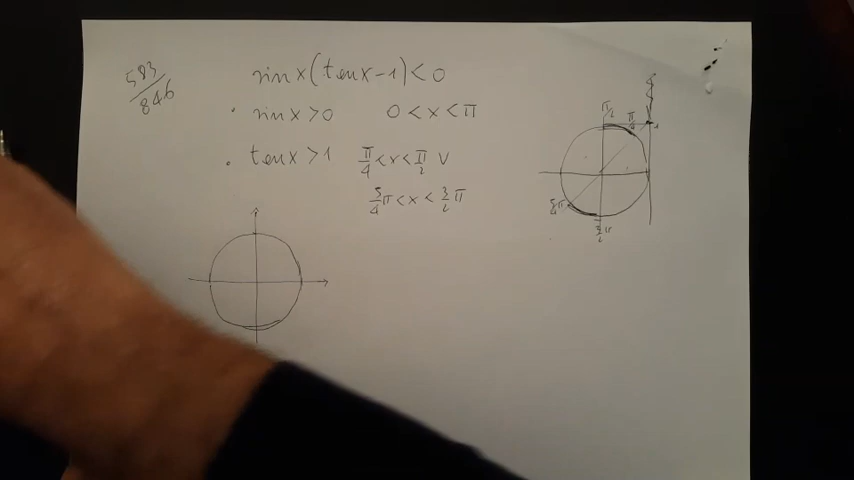 583/846
sin x (tan x - 1) < 0
• sin x > 0 0 < x < π
• tan x > 1 π/4 < x < π/2 ∨
5/4 π < x < 3/2 π
π/2
π/4
1
5/4 π
3/2 π